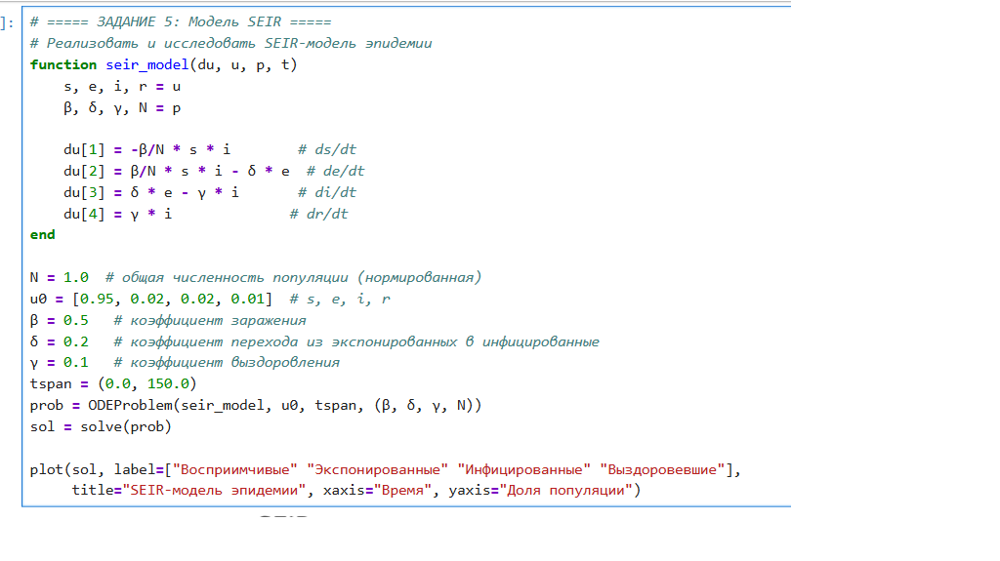 ]:
# ===== ЗАДАНИЕ 5: Модель SEIR =====
# Реализовать и исследовать SEIR-модель эпидемии
function seir_model(du, u, p, t)
    s, e, i, r = u
    β, δ, γ, N = p
    du[1] = -β/N * s * i        # ds/dt
    du[2] = β/N * s * i - δ * e  # de/dt
    du[3] = δ * e - γ * i       # di/dt
    du[4] = γ * i              # dr/dt
end
N = 1.0  # общая численность популяции (нормированная)
u0 = [0.95, 0.02, 0.02, 0.01]  # s, e, i, r
β = 0.5   # коэффициент заражения
δ = 0.2   # коэффициент перехода из экспонированных в инфицированные
γ = 0.1   # коэффициент выздоровления
tspan = (0.0, 150.0)
prob = ODEProblem(seir_model, u0, tspan, (β, δ, γ, N))
sol = solve(prob)
plot(sol, label=["Восприимчивые" "Экспонированные" "Инфицированные" "Выздоровевшие"],
     title="SEIR-модель эпидемии", xaxis="Время", yaxis="Доля популяции")